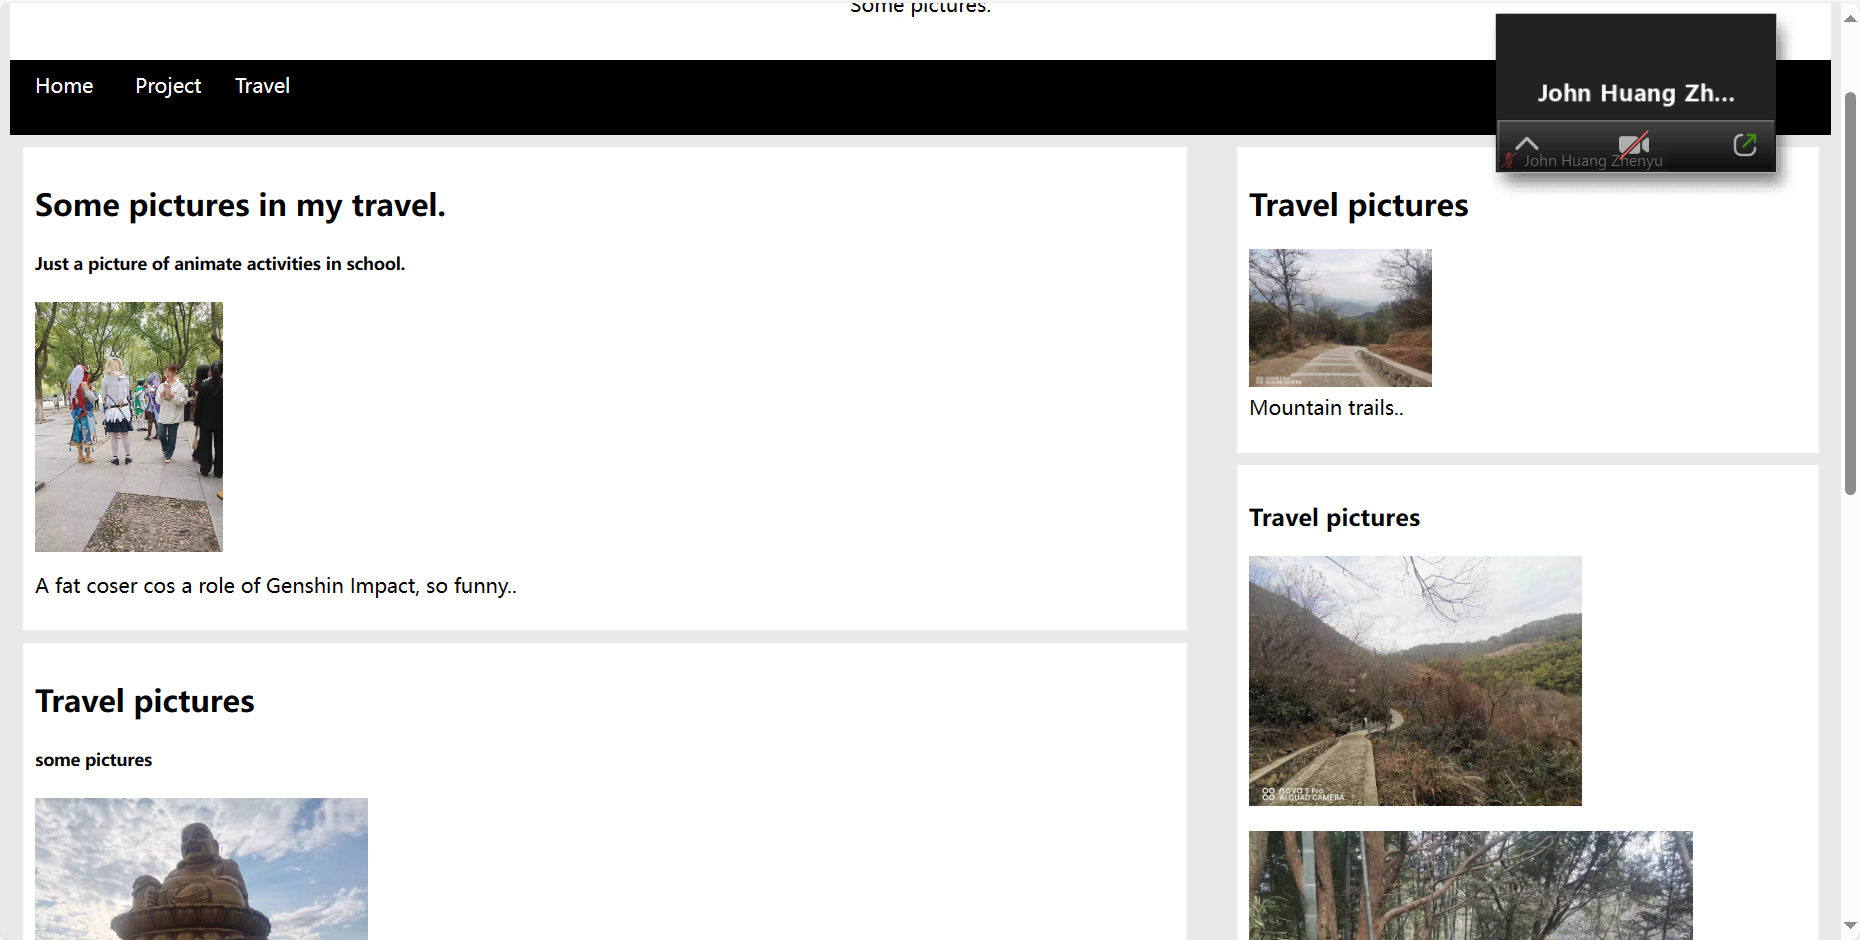 Some pictures.
Home Project Travel
John Huang Zh...
John Huang Zhenyu
Some pictures in my travel.
Just a picture of animate activities in school.
A fat coser cos a role of Genshin Impact, so funny..
Travel pictures
some pictures
Travel pictures
Mountain trails..
Travel pictures
nova 5 Pro
AI QUAD CAMERA